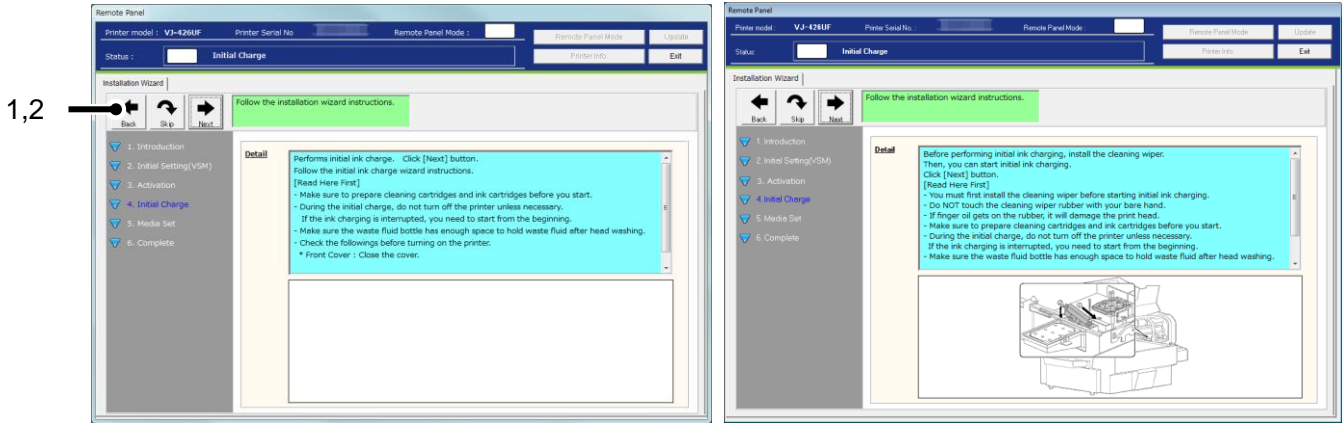 1,2
Remote Panel
Printer model : VJ-426UF Printer Serial No Remote Panel Mode : Remote Panel Mode Update
Status : Initial Charge Printer Info. Exit
Installation Wizard
Back Skip Next
Follow the installation wizard instructions.
1. Introduction
2. Initial Setting(VSM)
3. Activation
4. Initial Charge
5. Media Set
6. Complete
Detail
Performs initial ink charge. Click [Next] button.
Follow the initial ink charge wizard instructions.
[Read Here First]
- Make sure to prepare cleaning cartridges and ink cartridges before you start.
- During the initial charge, do not turn off the printer unless necessary.
If the ink charging is interrupted, you need to start from the beginning.
- Make sure the waste fluid bottle has enough space to hold waste fluid after head washing.
- Check the followings before turning on the printer.
* Front Cover : Close the cover.
Remote Panel
Printer model : VJ-426UF Printer Serial No. : Remote Panel Mode : Remote Panel Mode Update
Status: Initial Charge Printer Info. Exit
Installation Wizard
Back Skip Next
Follow the installation wizard instructions.
1. Introduction
2. Initial Setting(VSM)
3. Activation
4. Initial Charge
5. Media Set
6. Complete
Detail
Before performing initial ink charging, install the cleaning wiper.
Then, you can start initial ink charging.
Click [Next] button.
[Read Here First]
- You must first install the cleaning wiper before starting initial ink charging.
- Do NOT touch the cleaning wiper rubber with your bare hand.
- If finger oil gets on the rubber, it will damage the print head.
- Make sure to prepare cleaning cartridges and ink cartridges before you start.
- During the initial charge, do not turn off the printer unless necessary.
If the ink charging is interrupted, you need to start from the beginning.
- Make sure the waste fluid bottle has enough space to hold waste fluid after head washing.